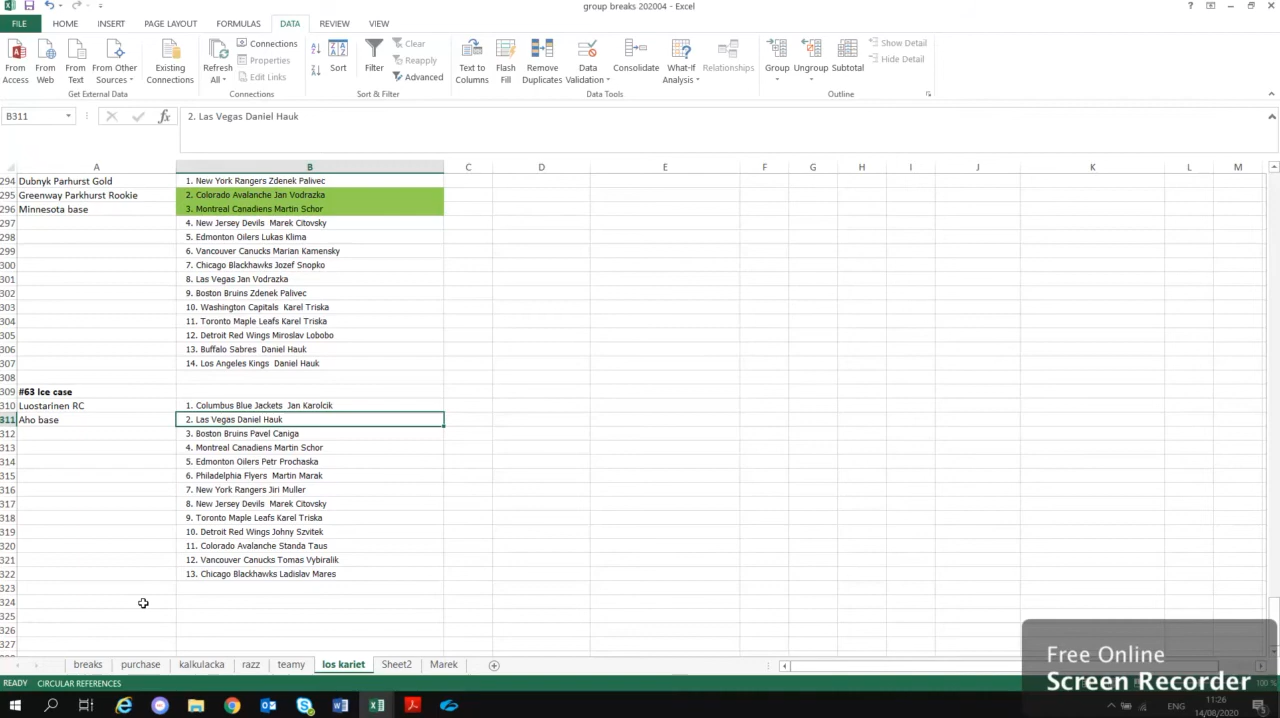 group breaks 202004 - Excel
FILE HOME INSERT PAGE LAYOUT FORMULAS DATA REVIEW VIEW
From Access From Web From Text From Other Sources Existing Connections Refresh All Connections Properties Edit Links Sort Filter Clear Reapply Advanced Text to Columns Flash Fill Remove Duplicates Data Validation Consolidate What-If Analysis Relationships Group Ungroup Subtotal Show Detail Hide Detail
Get External Data Connections Sort & Filter Data Tools Outline
B311 fx 2. Las Vegas Daniel Hauk
A B C D E F G H I J K L M
294 Dubnyk Parhurst Gold 1. New York Rangers Zdenek Palivec
295 Greenway Parkhurst Rookie 2. Colorado Avalanche Jan Vodrazka
296 Minnesota base 3. Montreal Canadiens Martin Schor
297 4. New Jersey Devils Marek Citovsky
298 5. Edmonton Oilers Lukas Klima
299 6. Vancouver Canucks Marian Kamensky
300 7. Chicago Blackhawks Jozef Snopko
301 8. Las Vegas Jan Vodrazka
302 9. Boston Bruins Zdenek Palivec
303 10. Washington Capitals Karel Triska
304 11. Toronto Maple Leafs Karel Triska
305 12. Detroit Red Wings Miroslav Lobobo
306 13. Buffalo Sabres Daniel Hauk
307 14. Los Angeles Kings Daniel Hauk
308
309 #63 Ice case
310 Luostarinen RC 1. Columbus Blue Jackets Jan Karolcik
311 Aho base 2. Las Vegas Daniel Hauk
312 3. Boston Bruins Pavel Caniga
313 4. Montreal Canadiens Martin Schor
314 5. Edmonton Oilers Petr Prochaska
315 6. Philadelphia Flyers Martin Marak
316 7. New York Rangers Jiri Muller
317 8. New Jersey Devils Marek Citovsky
318 9. Toronto Maple Leafs Karel Triska
319 10. Detroit Red Wings Johny Szvitek
320 11. Colorado Avalanche Standa Taus
321 12. Vancouver Canucks Tomas Vybiralik
322 13. Chicago Blackhawks Ladislav Mares
323
324
325
326
327
breaks purchase kalkulacka razz teamy los kariet Sheet2 Marek
READY CIRCULAR REFERENCES 100 %
Free Online
Screen Recorder
11:26
ENG
14/08/2020